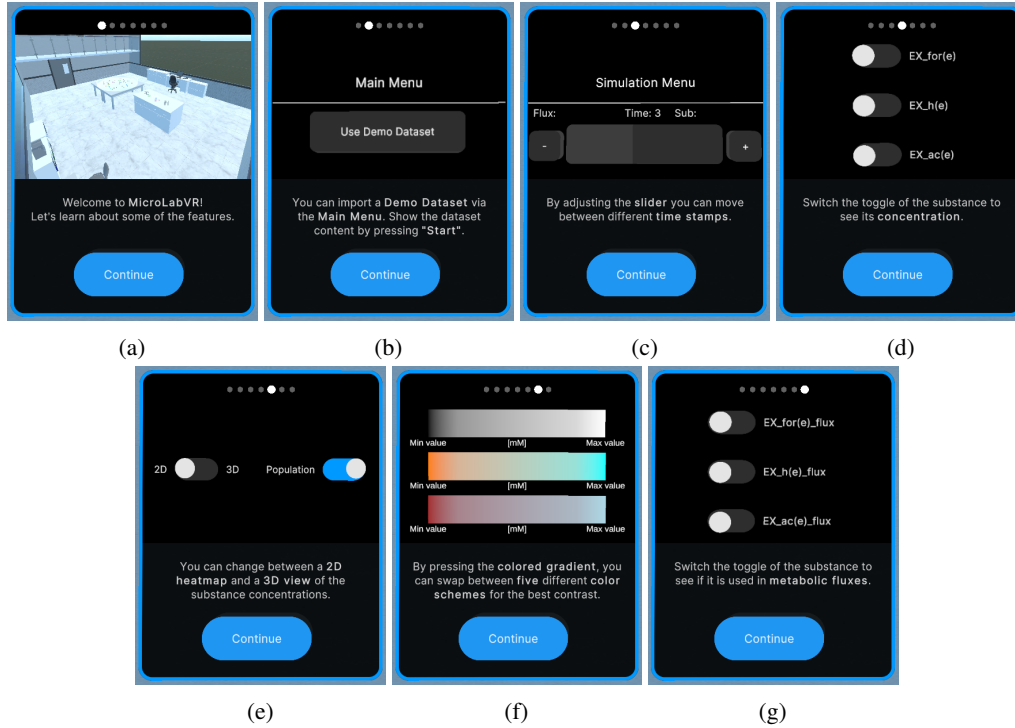 Welcome to MicroLabVR!
Let's learn about some of the features.
Continue
(a)
Main Menu
Use Demo Dataset
You can import a Demo Dataset via
the Main Menu. Show the dataset
content by pressing "Start".
Continue
(b)
Simulation Menu
Flux: Time: 3 Sub:
- +
By adjusting the slider you can move
between different time stamps.
Continue
(c)
EX_for(e)
EX_h(e)
EX_ac(e)
Switch the toggle of the substance to
see its concentration.
Continue
(d)
2D 3D Population
You can change between a 2D
heatmap and a 3D view of the
substance concentrations.
Continue
(e)
Min value [mM] Max value
Min value [mM] Max value
Min value [mM] Max value
By pressing the colored gradient, you
can swap between five different color
schemes for the best contrast.
Continue
(f)
EX_for(e)_flux
EX_h(e)_flux
EX_ac(e)_flux
Switch the toggle of the substance to
see if it is used in metabolic fluxes.
Continue
(g)